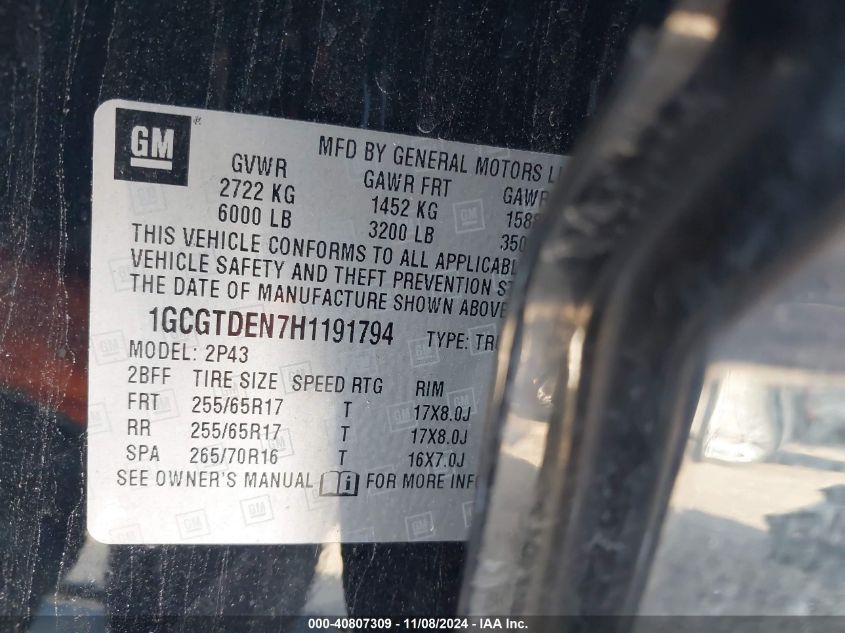 GM®
MFD BY GENERAL MOTORS
GVWR GAWR FRT GAWR
2722 KG 1452 KG
6000 LB 3200 LB
THIS VEHICLE CONFORMS TO ALL
VEHICLE SAFETY AND THEFT PREVENTION
THE DATE OF MANUFACTURE SHOWN ABOVE
1GCGTDEN7H1191794 TYPE:
MODEL: 2P43
2BFF TIRE SIZE SPEED RTG RIM
FRT 255/65R17 T 17X8.0J
RR 255/65R17 T 17X8.0J
SPA 265/70R16 T 16X7.0J
SEE OWNER'S MANUAL i FOR MORE
000-40807309 - 11/08/2024 - IAA Inc.